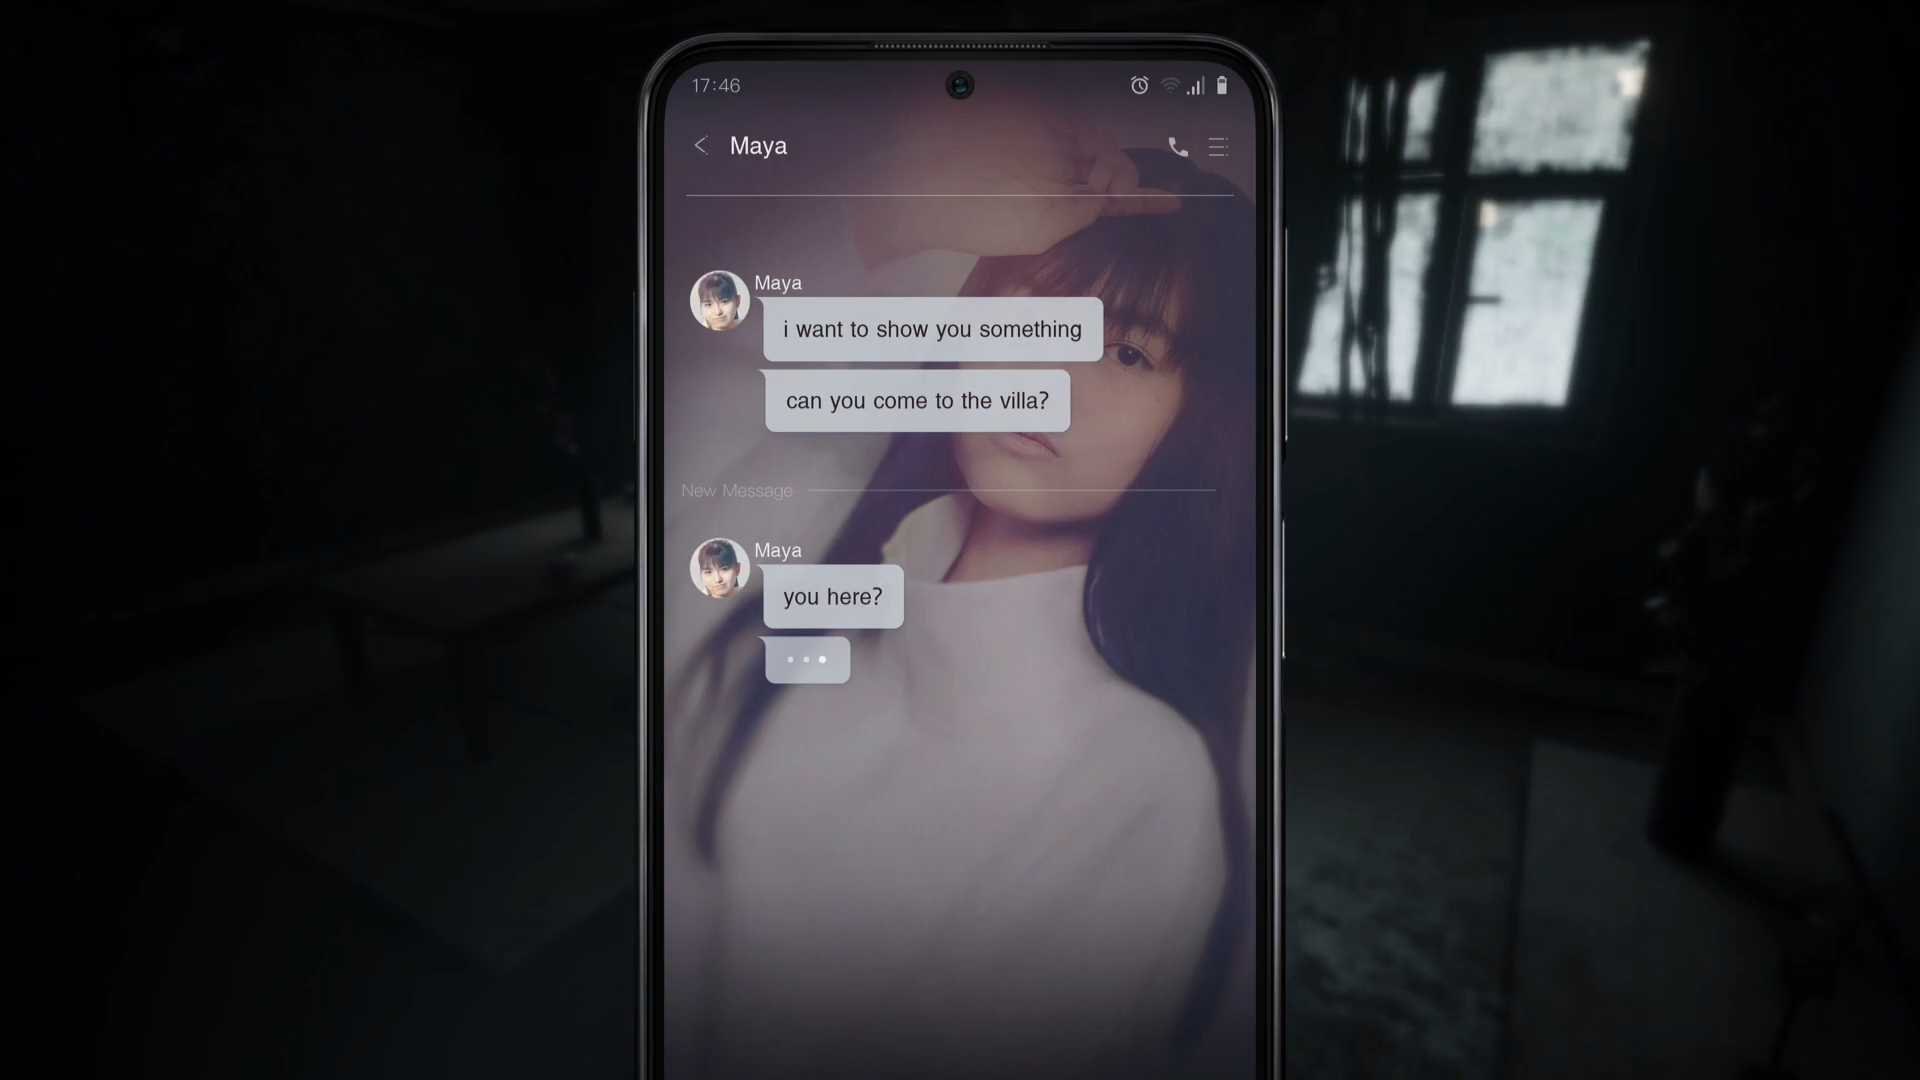 17:46
Maya
Maya
i want to show you something
can you come to the villa?
New Message
Maya
you here?